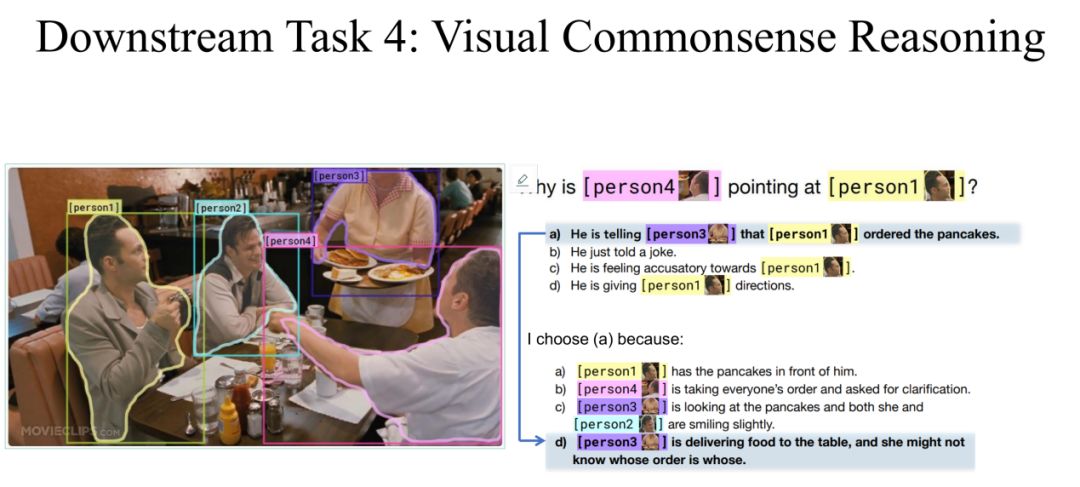 Downstream Task 4: Visual Commonsense Reasoning
[person1]
[person2]
[person3]
[person4]
MOVIECLIPS.COM
hy is [person4 ] pointing at [person1 ]?
a) He is telling [person3 ] that [person1 ] ordered the pancakes.
b) He just told a joke.
c) He is feeling accusatory towards [person1 ].
d) He is giving [person1 ] directions.
I choose (a) because:
a) [person1 ] has the pancakes in front of him.
b) [person4 ] is taking everyone's order and asked for clarification.
c) [person3 ] is looking at the pancakes and both she and
[person2 ] are smiling slightly.
d) [person3 ] is delivering food to the table, and she might not
know whose order is whose.